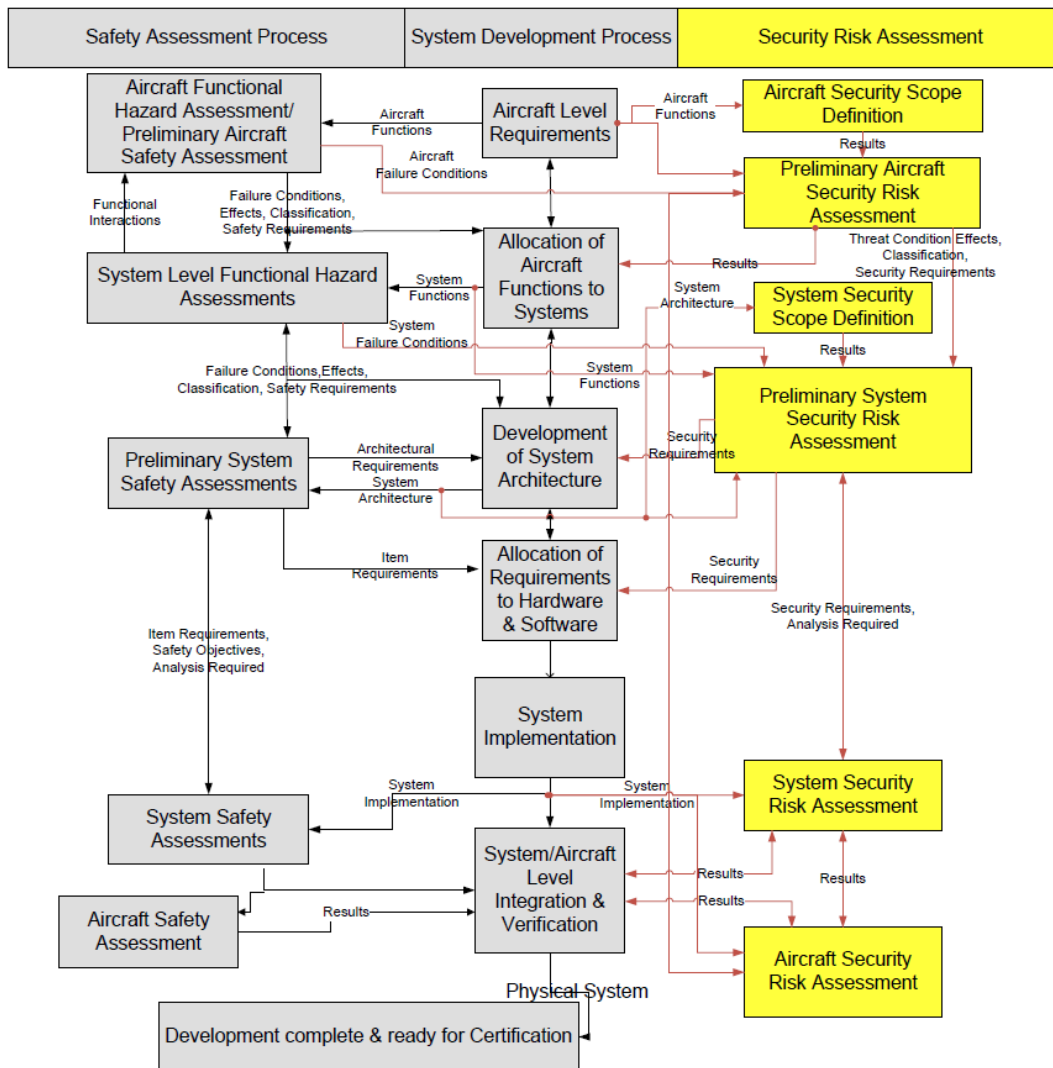 Safety Assessment Process
System Development Process
Security Risk Assessment
Aircraft Functional
Hazard Assessment/
Preliminary Aircraft
Safety Assessment
Aircraft
Functions
Aircraft Level
Requirements
Aircraft
Functions
Aircraft Security Scope
Definition
Results
Aircraft
Failure Conditions
Preliminary Aircraft
Security Risk
Assessment
Functional
Interactions
Failure Conditions,
Effects, Classification,
Safety Requirements
Allocation of
Aircraft
Functions to
Systems
Results
Threat Condition Effects,
Classification,
Security Requirements
System Level Functional Hazard
Assessments
System
Functions
System
Architecture
System Security
Scope Definition
Results
System
Failure Conditions
System
Functions
Failure Conditions,Effects,
Classification, Safety Requirements
Preliminary System
Security Risk
Assessment
Preliminary System
Safety Assessments
Architectural
Requirements
System
Architecture
Development
of System
Architecture
Security
Requirements
Item
Requirements
Allocation of
Requirements
to Hardware
& Software
Security
Requirements
Security Requirements,
Analysis Required
Item Requirements,
Safety Objectives,
Analysis Required
System
Implementation
System
Implementation
System
Implementation
System Security
Risk Assessment
System Safety
Assessments
System/Aircraft
Level
Integration &
Verification
Results
Results
Results
Aircraft Safety
Assessment
Results
Aircraft Security
Risk Assessment
Physical System
Development complete & ready for Certification